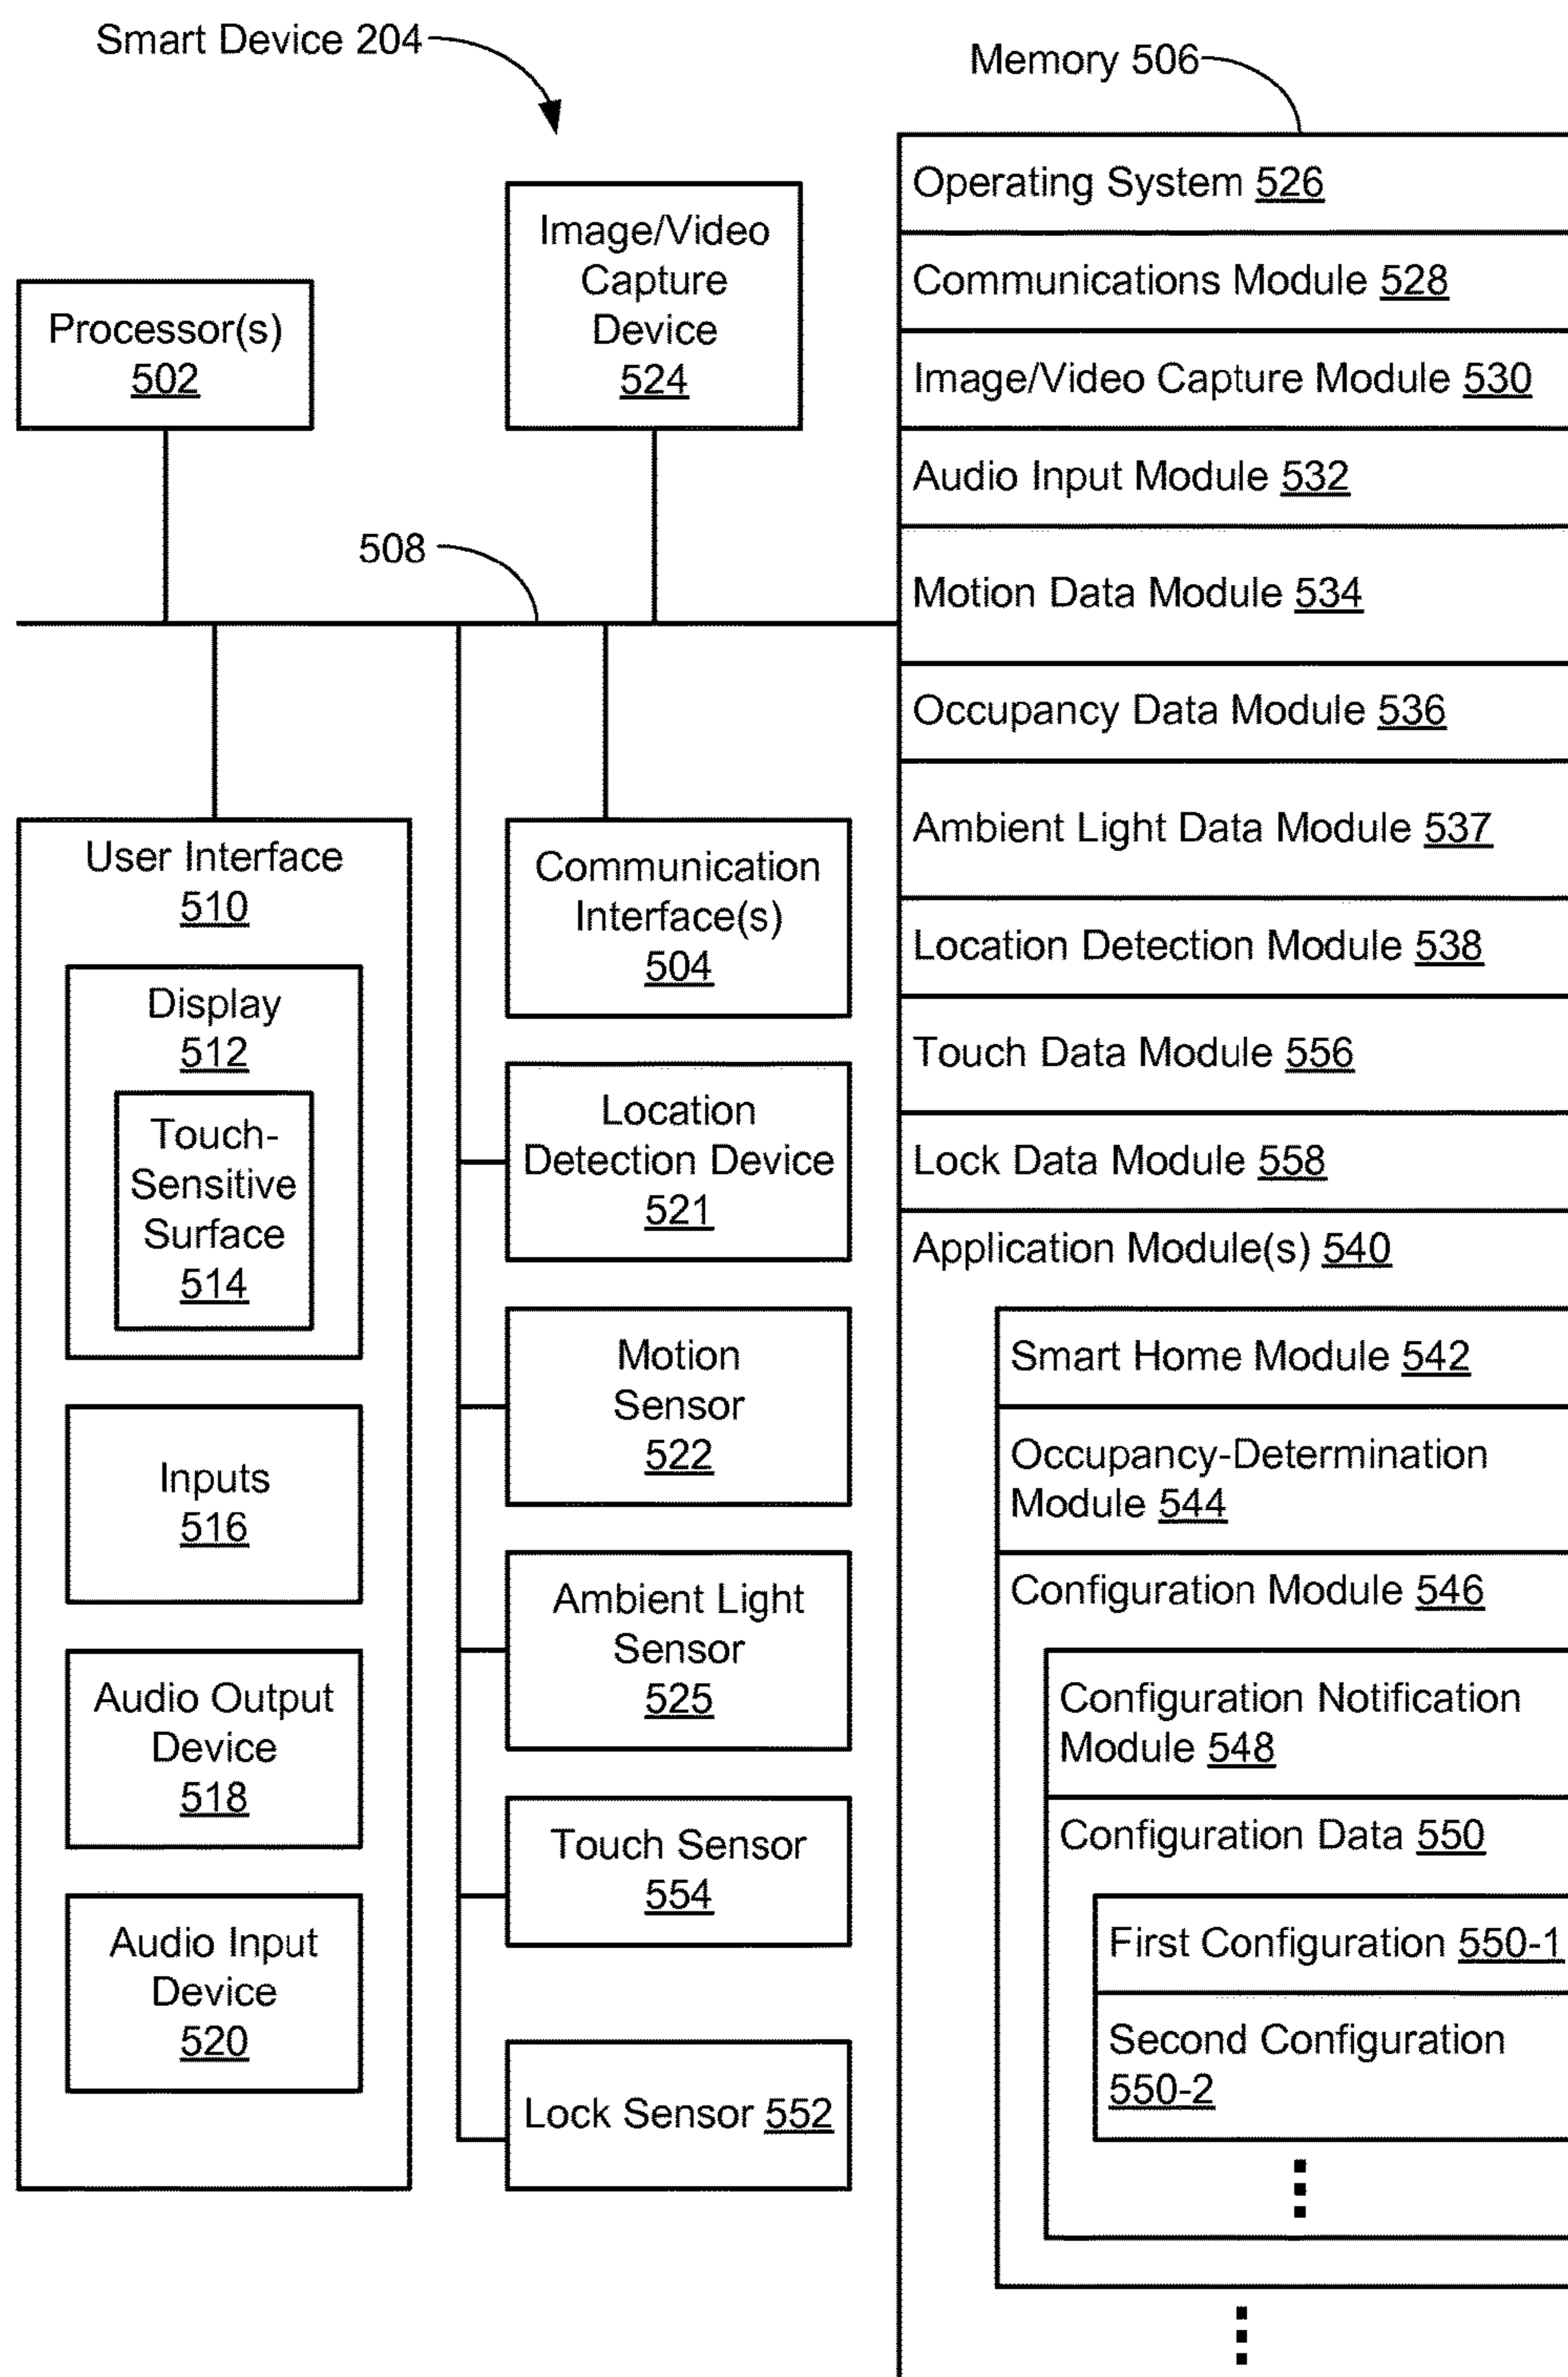 Smart Device 204
Memory 506
Processor(s)
502
Image/Video
Capture
Device
524
508
User Interface
510
Display
512
Touch-
Sensitive
Surface
514
Inputs
516
Audio Output
Device
518
Audio Input
Device
520
Communication
Interface(s)
504
Location
Detection Device
521
Motion
Sensor
522
Ambient Light
Sensor
525
Touch Sensor
554
Lock Sensor 552
Operating System 526
Communications Module 528
Image/Video Capture Module 530
Audio Input Module 532
Motion Data Module 534
Occupancy Data Module 536
Ambient Light Data Module 537
Location Detection Module 538
Touch Data Module 556
Lock Data Module 558
Application Module(s) 540
Smart Home Module 542
Occupancy-Determination
Module 544
Configuration Module 546
Configuration Notification
Module 548
Configuration Data 550
First Configuration 550-1
Second Configuration
550-2